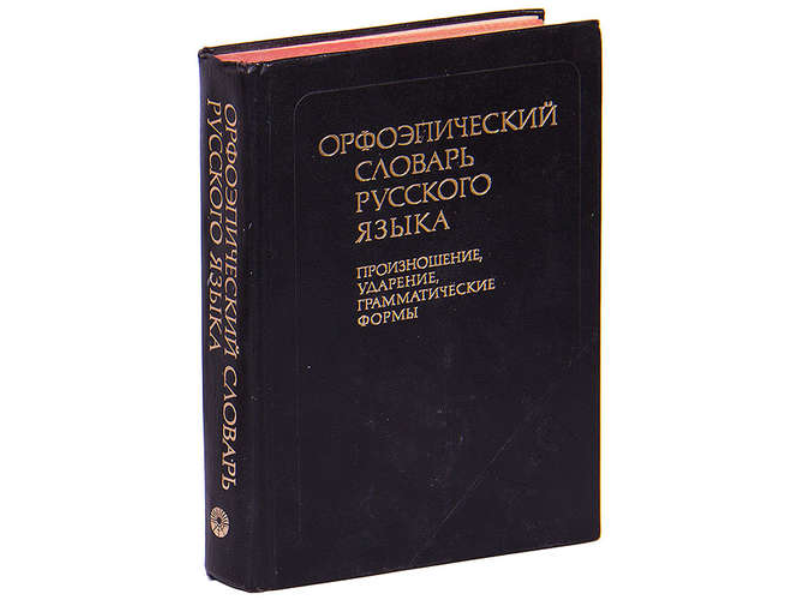 ОРФОЭПИЧЕСКИЙ СЛОВАРЬ
РУССКОГО ЯЗЫКА
ОРФОЭПИЧЕСКИЙ
СЛОВАРЬ
РУССКОГО
ЯЗЫКА
ПРОИЗНОШЕНИЕ,
УДАРЕНИЕ,
ГРАММАТИЧЕСКИЕ
ФОРМЫ